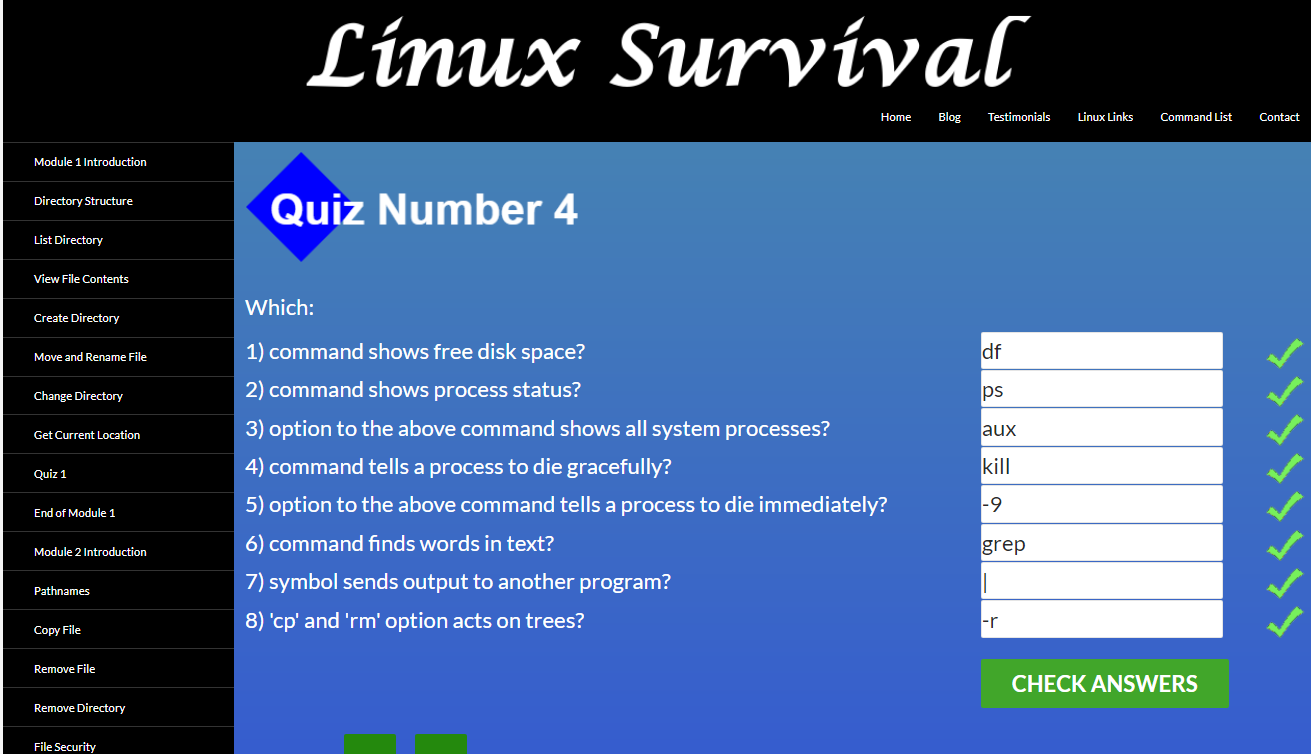 Linux Survival
Home Blog Testimonials Linux Links Command List Contact
Module 1 Introduction
Directory Structure
List Directory
View File Contents
Create Directory
Move and Rename File
Change Directory
Get Current Location
Quiz 1
End of Module 1
Module 2 Introduction
Pathnames
Copy File
Remove File
Remove Directory
File Security
Quiz Number 4
Which:
1) command shows free disk space? df
2) command shows process status? ps
3) option to the above command shows all system processes? aux
4) command tells a process to die gracefully? kill
5) option to the above command tells a process to die immediately? -9
6) command finds words in text? grep
7) symbol sends output to another program? |
8) 'cp' and 'rm' option acts on trees? -r
CHECK ANSWERS